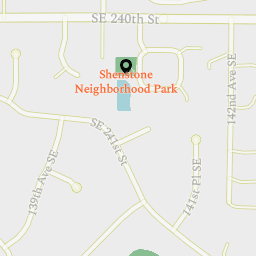 SE 240th St
Shenstone
Neighborhood Park
142nd Ave SE
SE 241st St
139th Ave SE
141st Pl SE